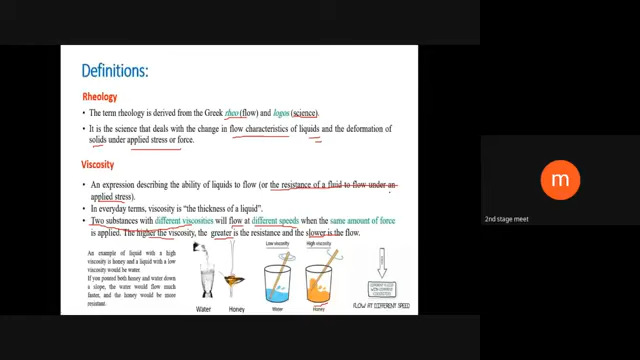 Definitions:
Rheology
• The term rheology is derived from the Greek rheo (flow) and logos (science).
• It is the science that deals with the change in flow characteristics of liquids and the deformation of
solids under applied stress or force.
Viscosity
• An expression describing the ability of liquids to flow (or the resistance of a fluid to flow under an
applied stress).
• In everyday terms, viscosity is "the thickness of a liquid".
• Two substances with different viscosities will flow at different speeds when the same amount of force
is applied. The higher the viscosity, the greater is the resistance and the slower is the flow.
An example of liquid with a high
viscosity is honey and a liquid with a low
viscosity would be water.
If you poured both honey and water down
a slope, the water would flow much
faster, and the honey would be more
resistant.
Water
Honey
Low viscosity
High viscosity
Water
Honey
FLOW AT DIFFERENT SPEED
m
2nd stage meet